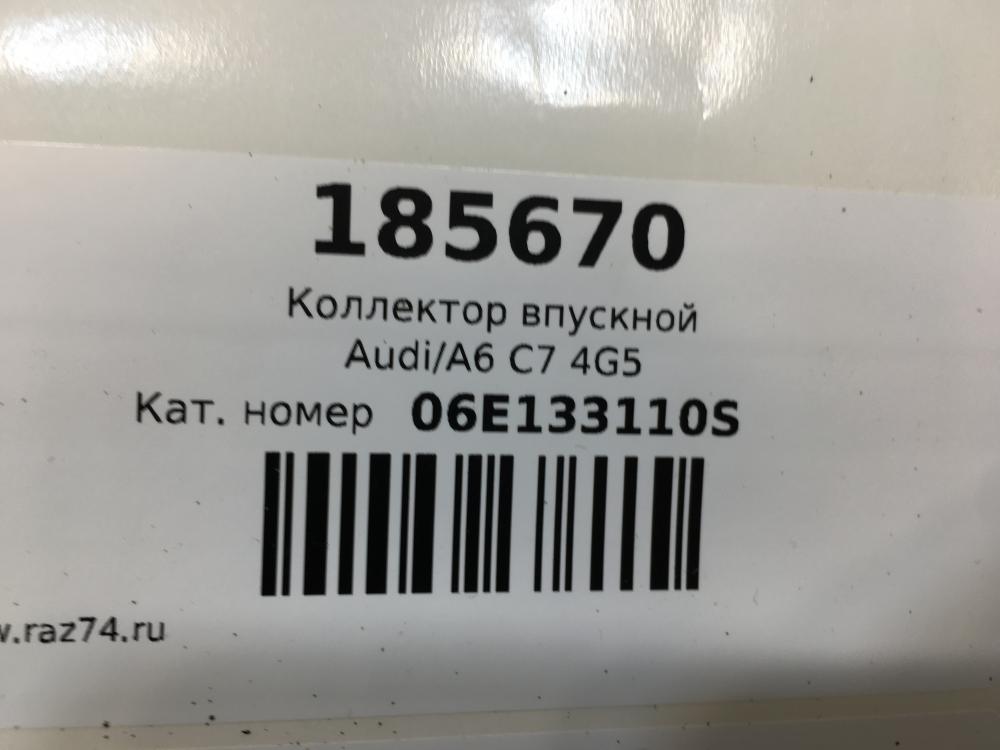 185670
Коллектор впускной
Audi/A6 C7 4G5
Кат. номер 06E133110S
.raz74.ru